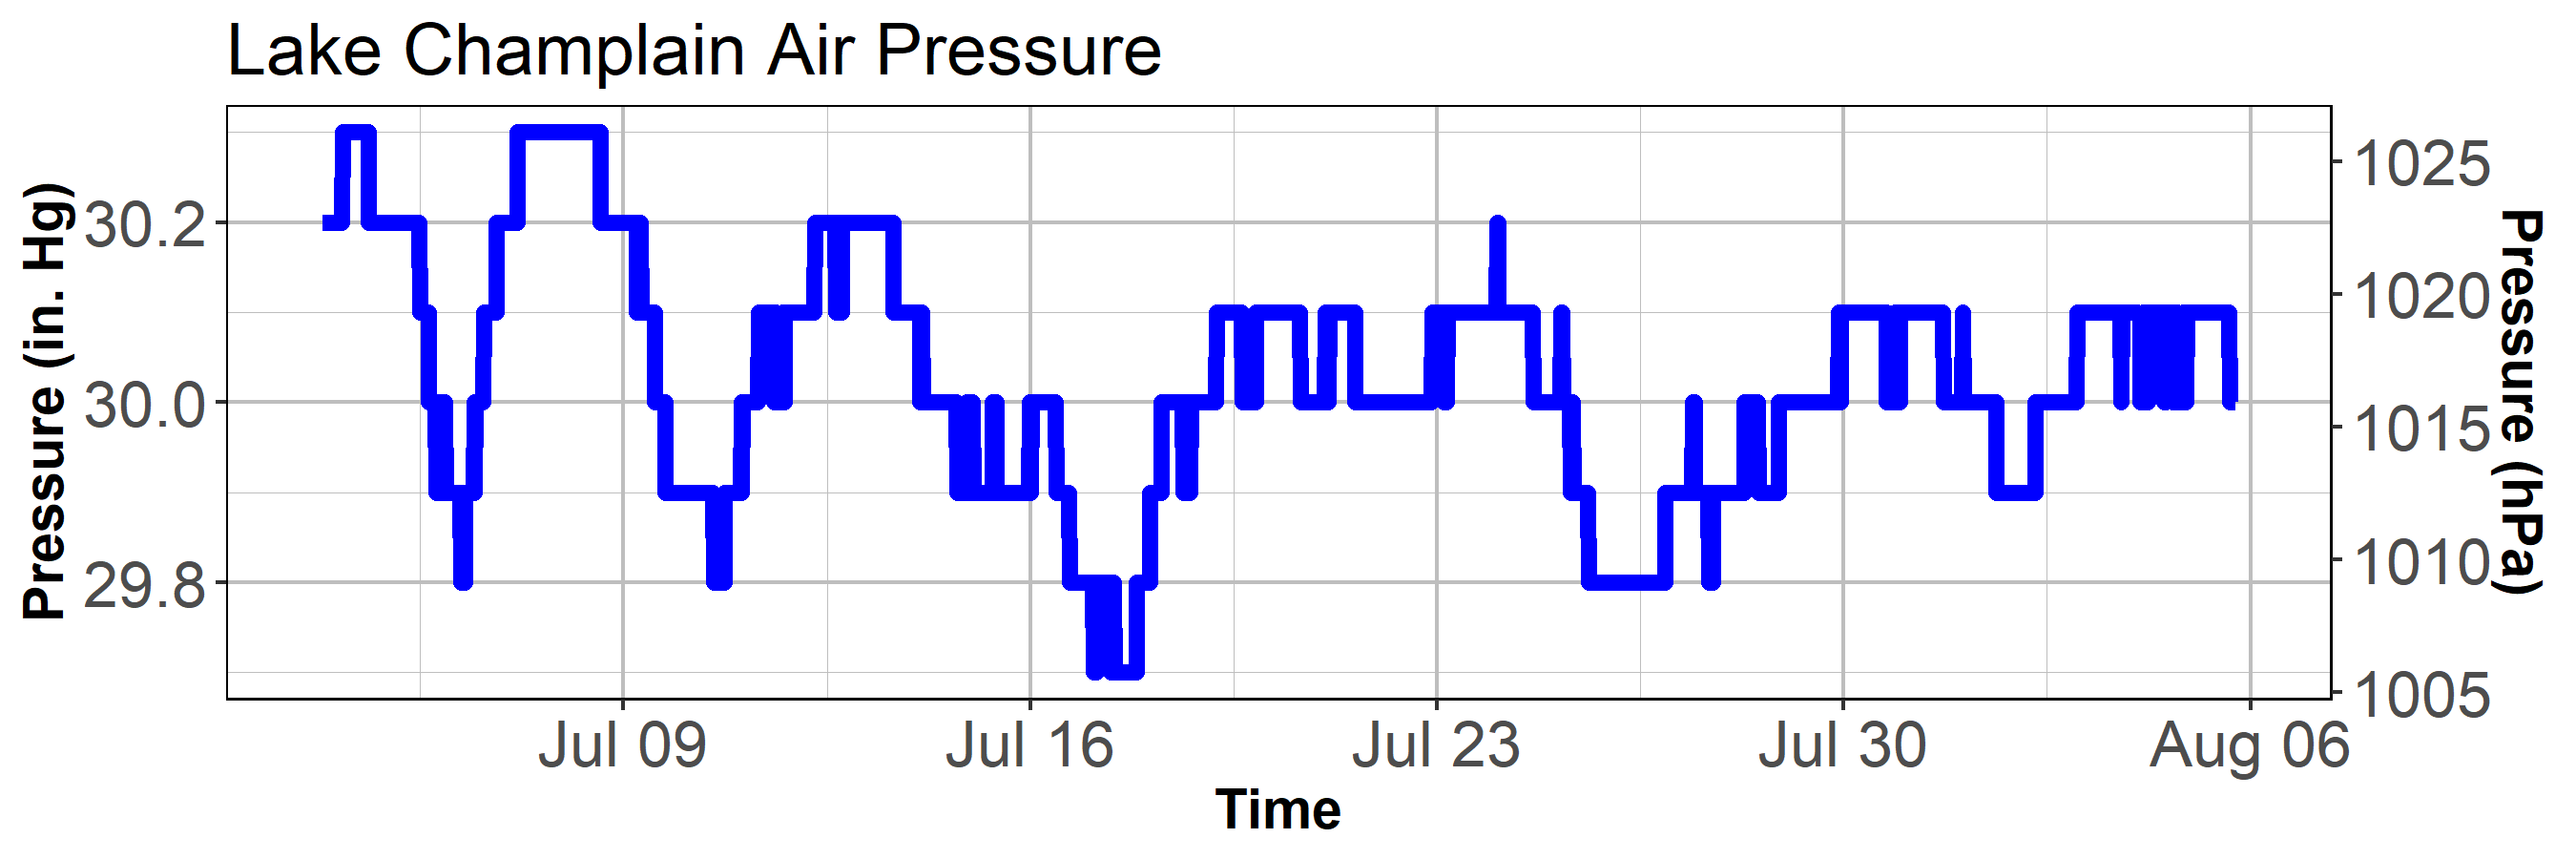 Lake Champlain Air Pressure
Pressure (in. Hg)
30.2
30.0
29.8
1025
1020
1015
1010
1005
Pressure (hPa)
Jul 09
Jul 16
Jul 23
Jul 30
Aug 06
Time